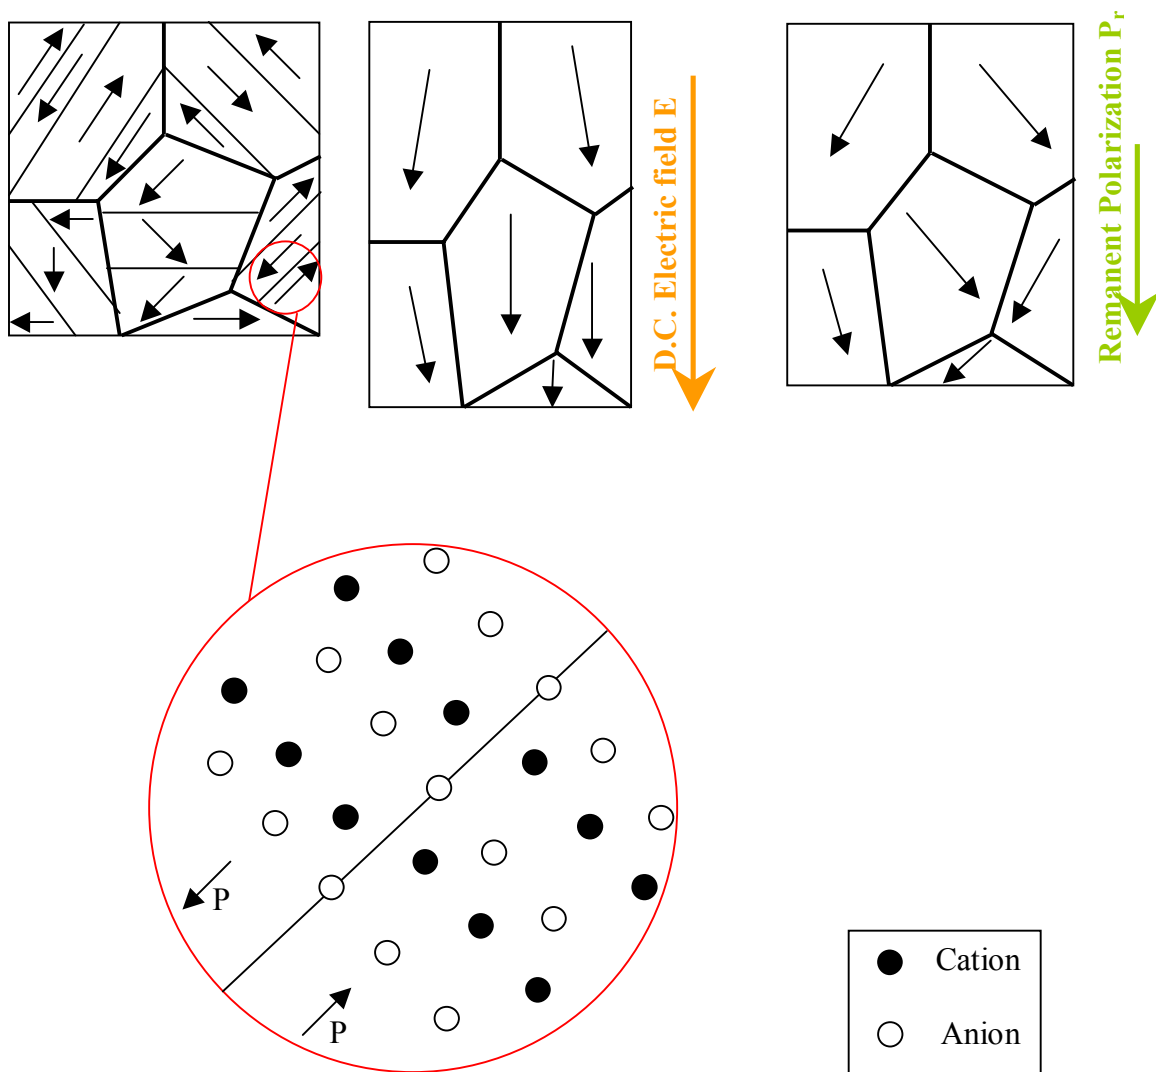 D.C. Electric field E
Remanent Polarization Pr
P
P
Cation
Anion